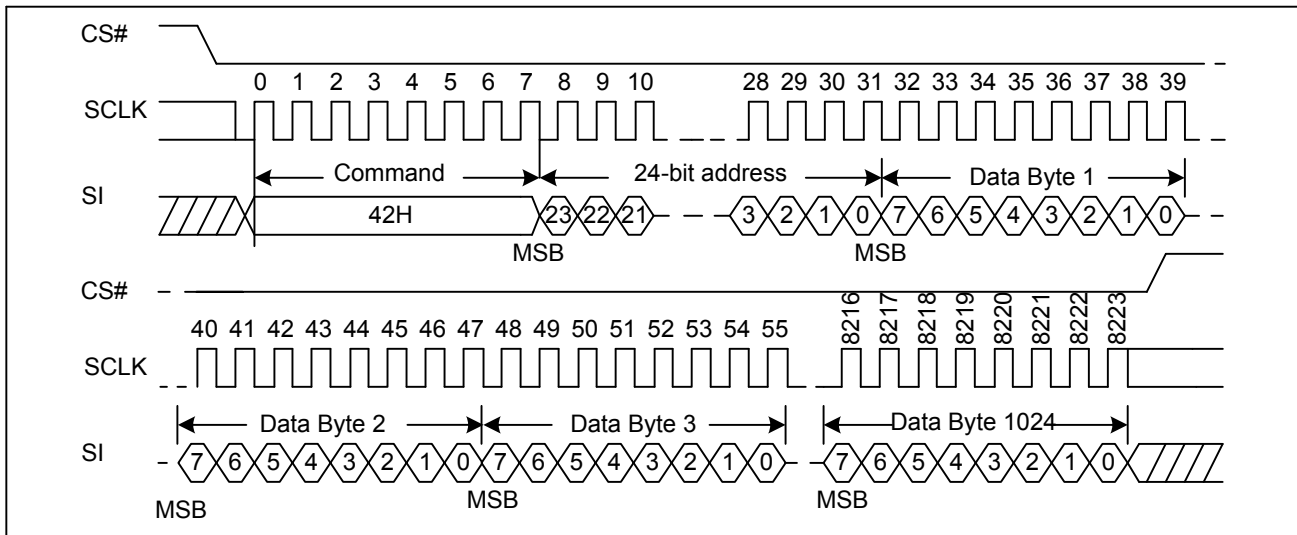 CS#
0 1 2 3 4 5 6 7 8 9 10 28 29 30 31 32 33 34 35 36 37 38 39
SCLK
Command 24-bit address Data Byte 1
SI
42H 23 22 21 3 2 1 0 7 6 5 4 3 2 1 0
MSB MSB
CS#
40 41 42 43 44 45 46 47 48 49 50 51 52 53 54 55 8216 8217 8218 8219 8220 8221 8222 8223
SCLK
Data Byte 2 Data Byte 3 Data Byte 1024
SI
7 6 5 4 3 2 1 0 7 6 5 4 3 2 1 0 7 6 5 4 3 2 1 0
MSB MSB MSB